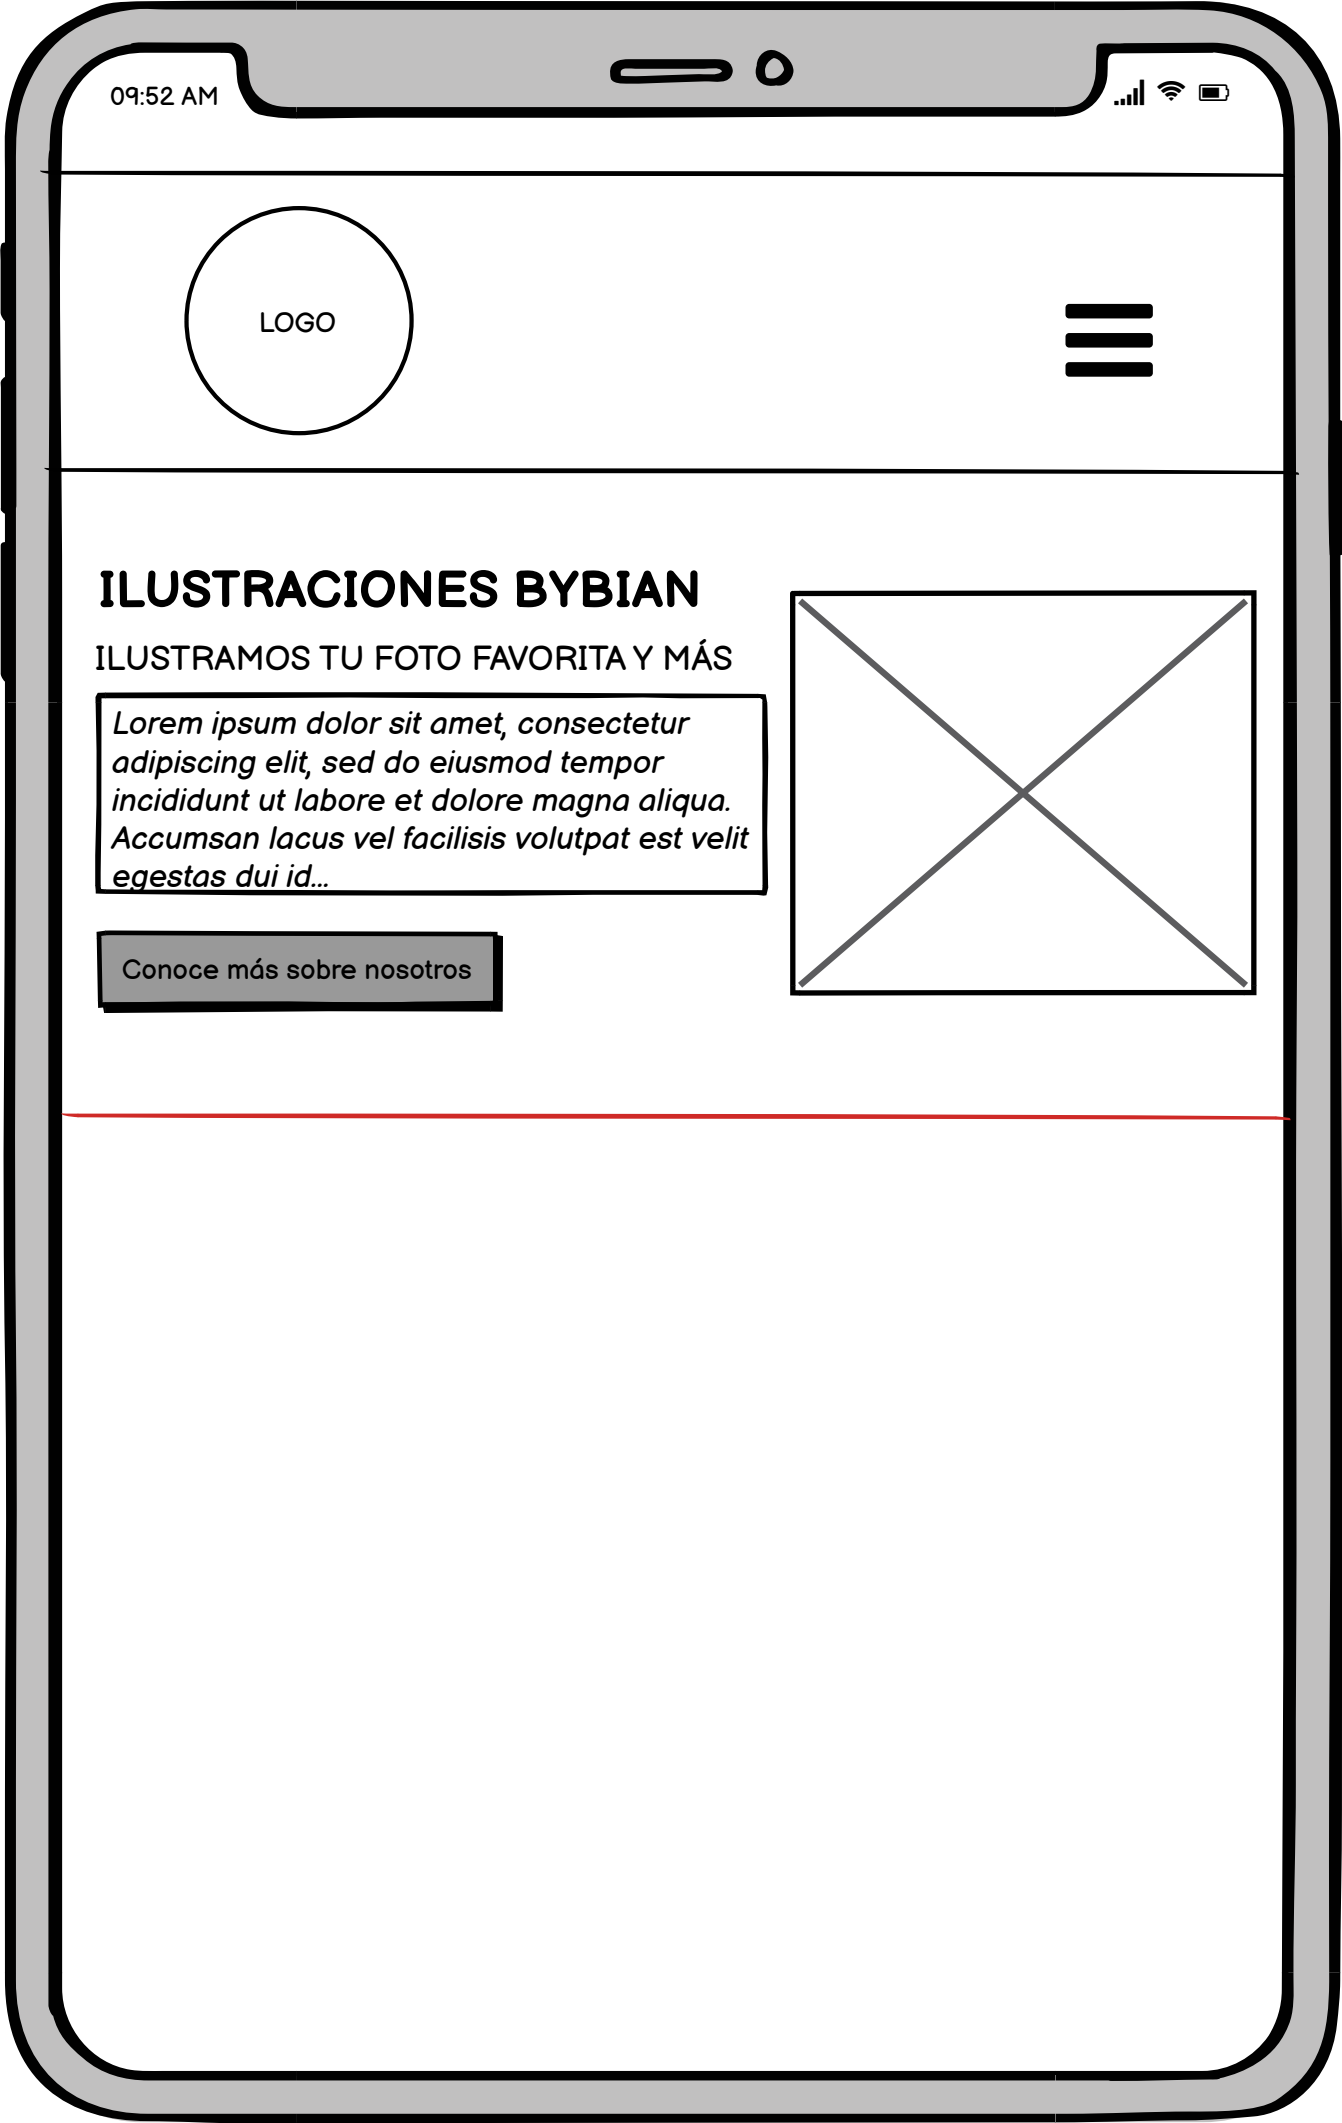 09:52 AM
LOGO
ILUSTRACIONES BYBIAN
ILUSTRAMOS TU FOTO FAVORITA Y MÁS
Lorem ipsum dolor sit amet, consectetur
adipiscing elit, sed do eiusmod tempor
incididunt ut labore et dolore magna aliqua.
Accumsan lacus vel facilisis volutpat est velit
egestas dui id...
Conoce más sobre nosotros